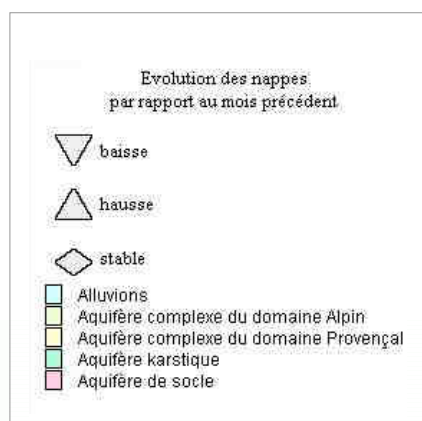 Evolution des nappes
par rapport au mois précédent
baisse
hausse
stable
Alluvions
Aquifère complexe du domaine Alpin
Aquifère complexe du domaine Provençal
Aquifère karstique
Aquifère de socle